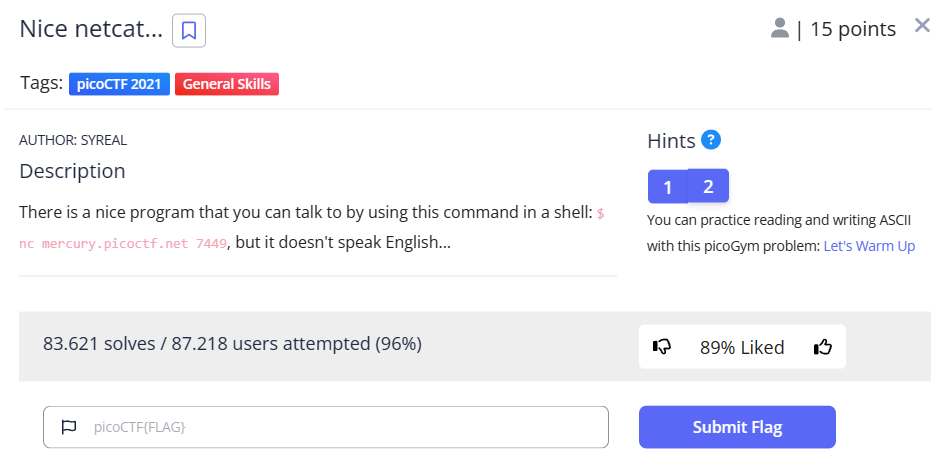 Nice netcat...
| 15 points
Tags: picoCTF 2021 General Skills
AUTHOR: SYREAL
Description
There is a nice program that you can talk to by using this command in a shell: $
nc mercury.picoctf.net 7449, but it doesn't speak English...
Hints ?
1 2
You can practice reading and writing ASCII
with this picoGym problem: Let's Warm Up
83.621 solves / 87.218 users attempted (96%)
89% Liked
picoCTF{FLAG}
Submit Flag